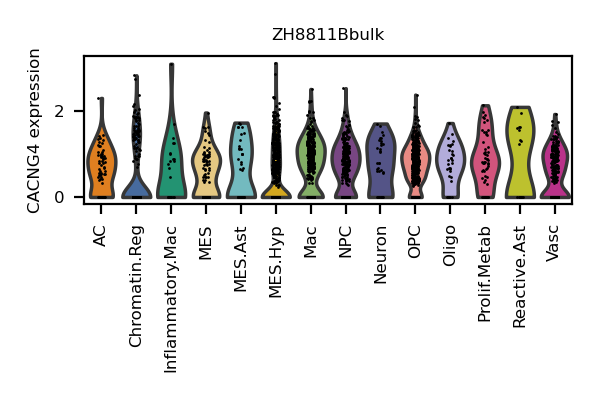 ZH8811Bbulk
CACNG4 expression
2
0
AC
Chromatin.Reg
Inflammatory.Mac
MES
MES.Ast
MES.Hyp
Mac
NPC
Neuron
OPC
Oligo
Prolif.Metab
Reactive.Ast
Vasc